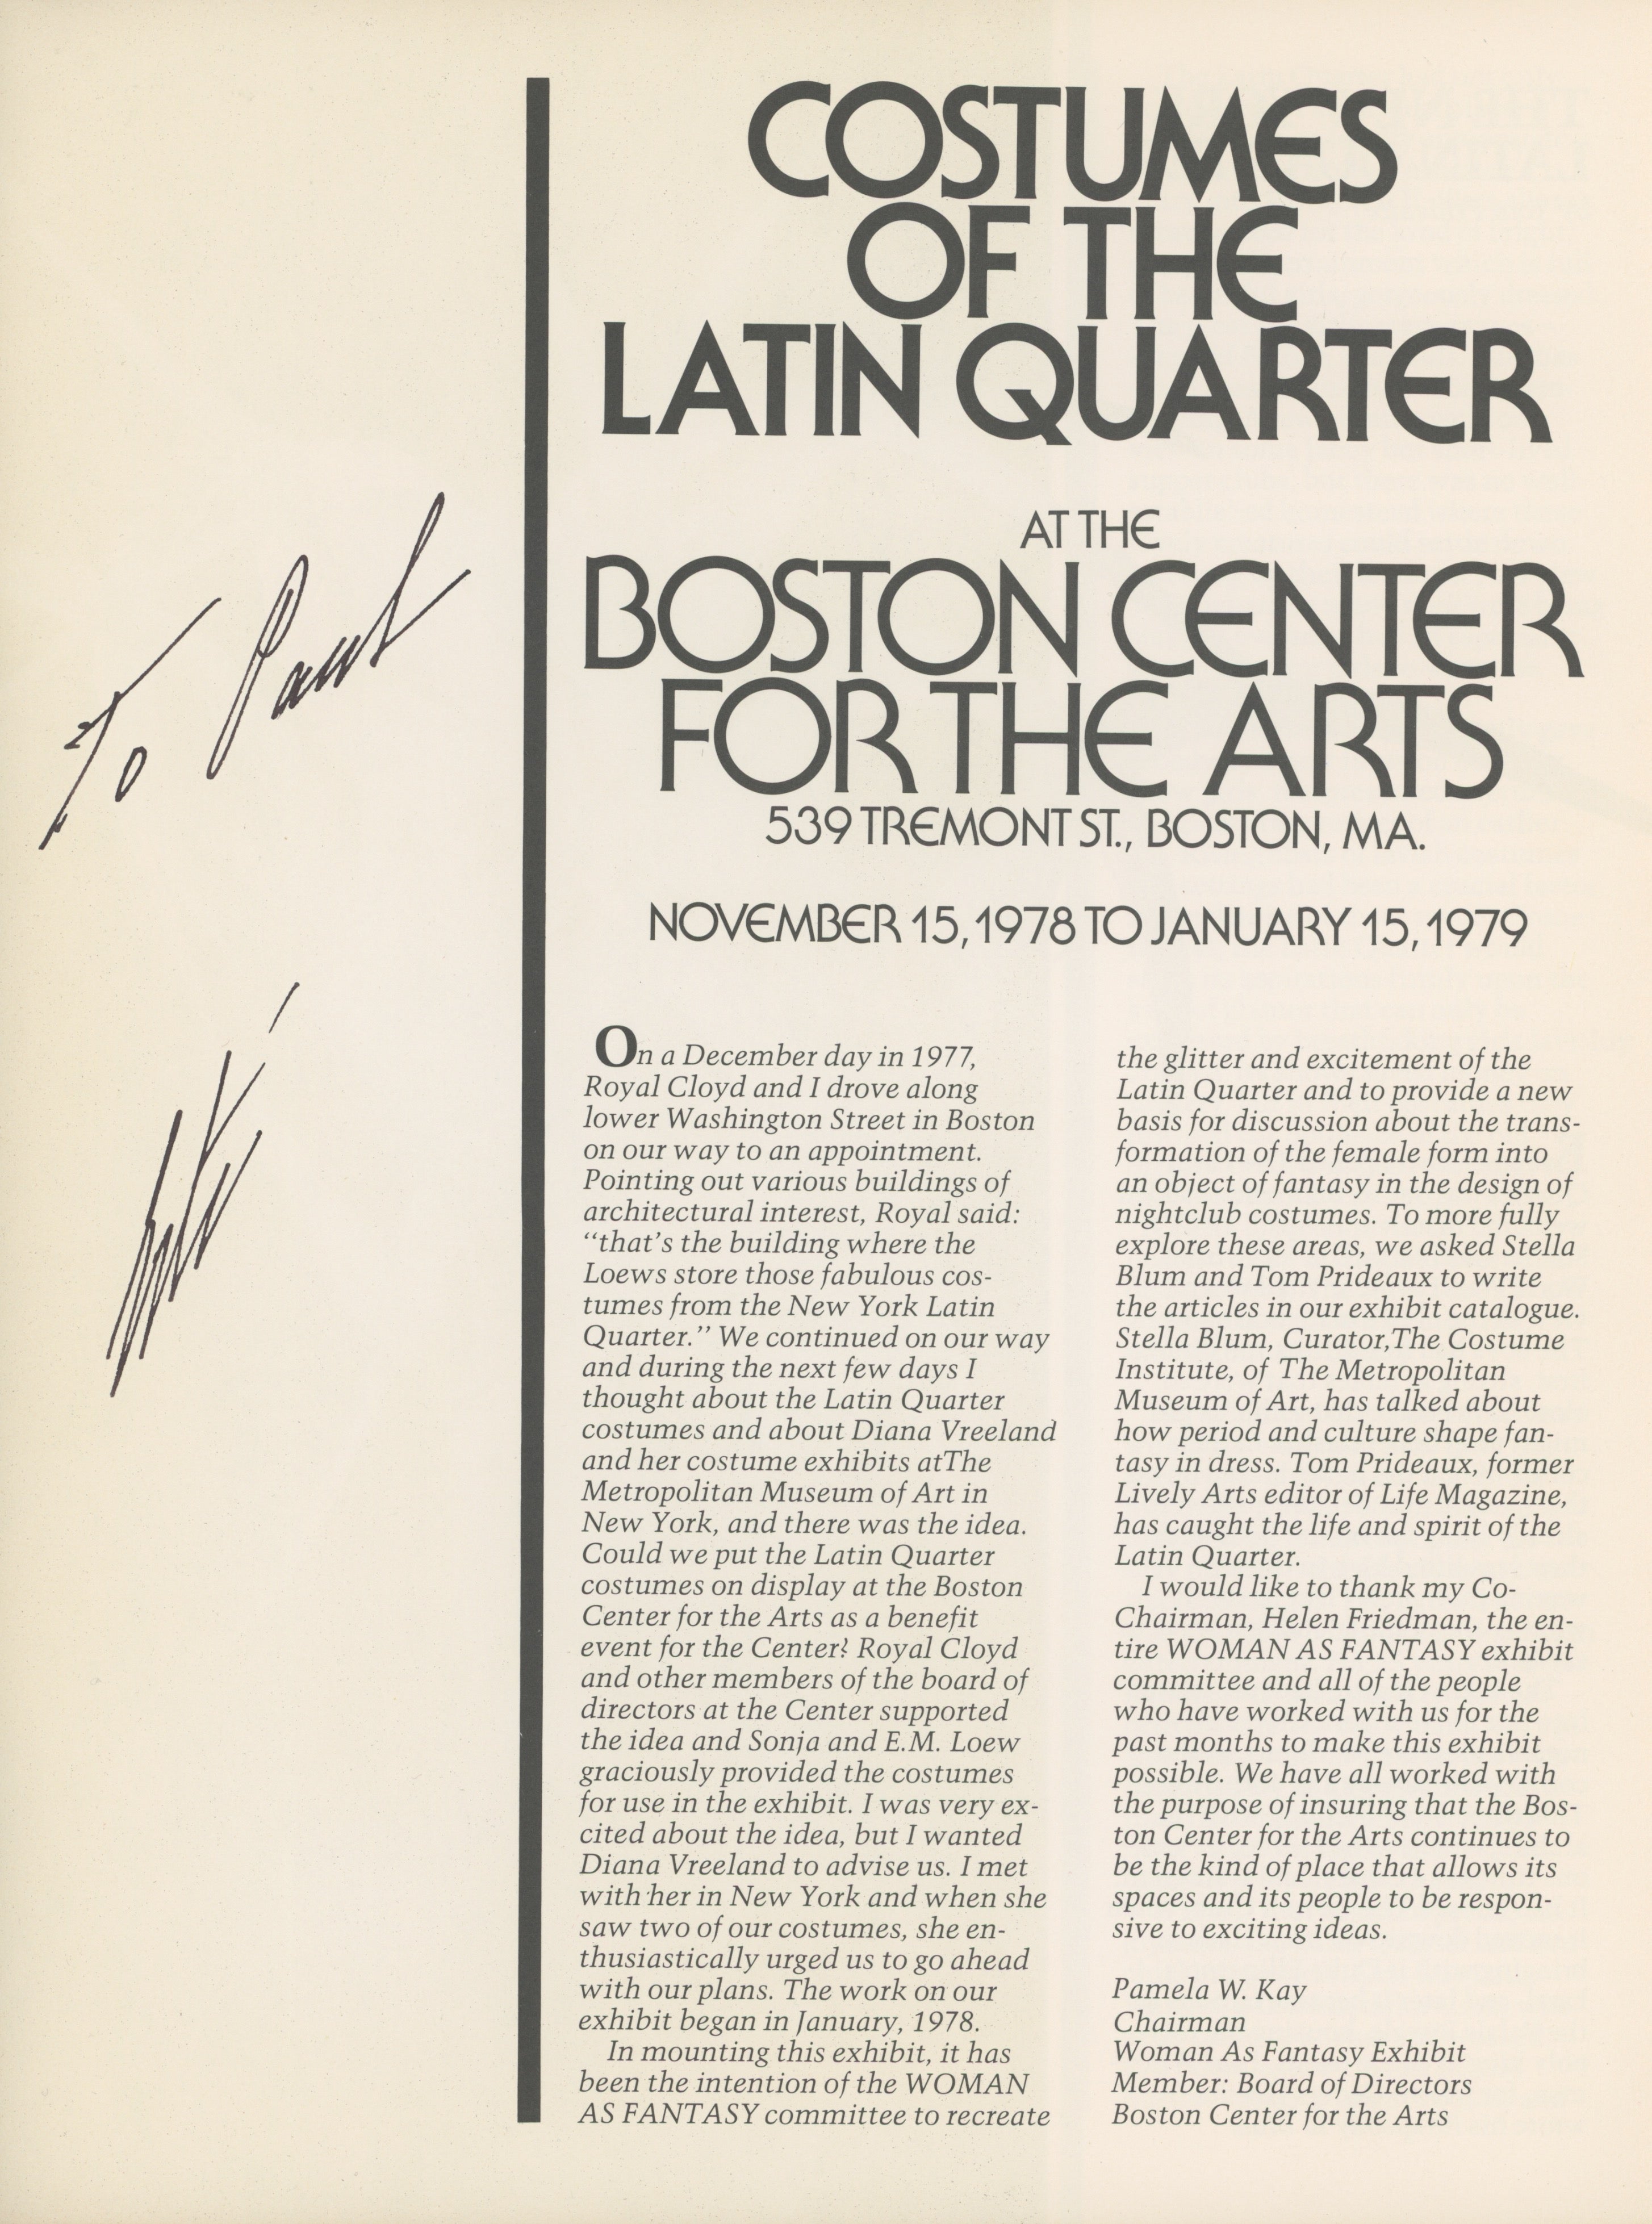 COSTUMES
OF THE
LATIN QUARTER
AT THE
BOSTON CENTER
FOR THE ARTS
539 TREMONT ST., BOSTON, MA.
NOVEMBER 15, 1978 TO JANUARY 15, 1979
To Paul
On a December day in 1977,
Royal Cloyd and I drove along
lower Washington Street in Boston
on our way to an appointment.
Pointing out various buildings of
architectural interest, Royal said:
“that’s the building where the
Loews store those fabulous cos-
tumes from the New York Latin
Quarter.” We continued on our way
and during the next few days I
thought about the Latin Quarter
costumes and about Diana Vreeland
and her costume exhibits atThe
Metropolitan Museum of Art in
New York, and there was the idea.
Could we put the Latin Quarter
costumes on display at the Boston
Center for the Arts as a benefit
event for the Center? Royal Cloyd
and other members of the board of
directors at the Center supported
the idea and Sonja and E.M. Loew
graciously provided the costumes
for use in the exhibit. I was very ex-
cited about the idea, but I wanted
Diana Vreeland to advise us. I met
with her in New York and when she
saw two of our costumes, she en-
thusiastically urged us to go ahead
with our plans. The work on our
exhibit began in January, 1978.
In mounting this exhibit, it has
been the intention of the WOMAN
AS FANTASY committee to recreate
the glitter and excitement of the
Latin Quarter and to provide a new
basis for discussion about the trans-
formation of the female form into
an object of fantasy in the design of
nightclub costumes. To more fully
explore these areas, we asked Stella
Blum and Tom Prideaux to write
the articles in our exhibit catalogue.
Stella Blum, Curator,The Costume
Institute, of The Metropolitan
Museum of Art, has talked about
how period and culture shape fan-
tasy in dress. Tom Prideaux, former
Lively Arts editor of Life Magazine,
has caught the life and spirit of the
Latin Quarter.
I would like to thank my Co-
Chairman, Helen Friedman, the en-
tire WOMAN AS FANTASY exhibit
committee and all of the people
who have worked with us for the
past months to make this exhibit
possible. We have all worked with
the purpose of insuring that the Bos-
ton Center for the Arts continues to
be the kind of place that allows its
spaces and its people to be respon-
sive to exciting ideas.
Pamela W. Kay
Chairman
Woman As Fantasy Exhibit
Member: Board of Directors
Boston Center for the Arts